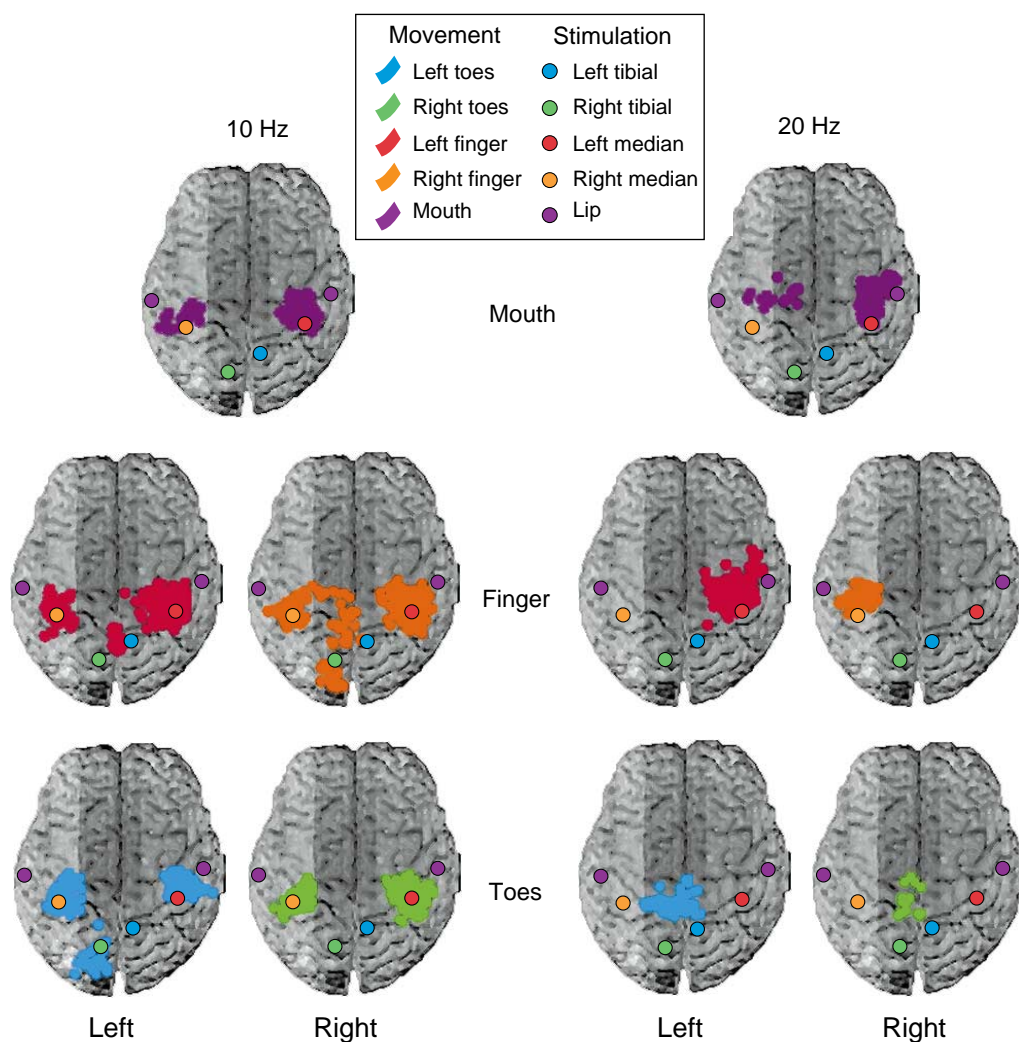 Movement Stimulation
Left toes Left tibial
Right toes Right tibial
Left finger Left median
Right finger Right median
Mouth Lip
10 Hz 20 Hz
Mouth
Finger
Toes
Left Right Left Right